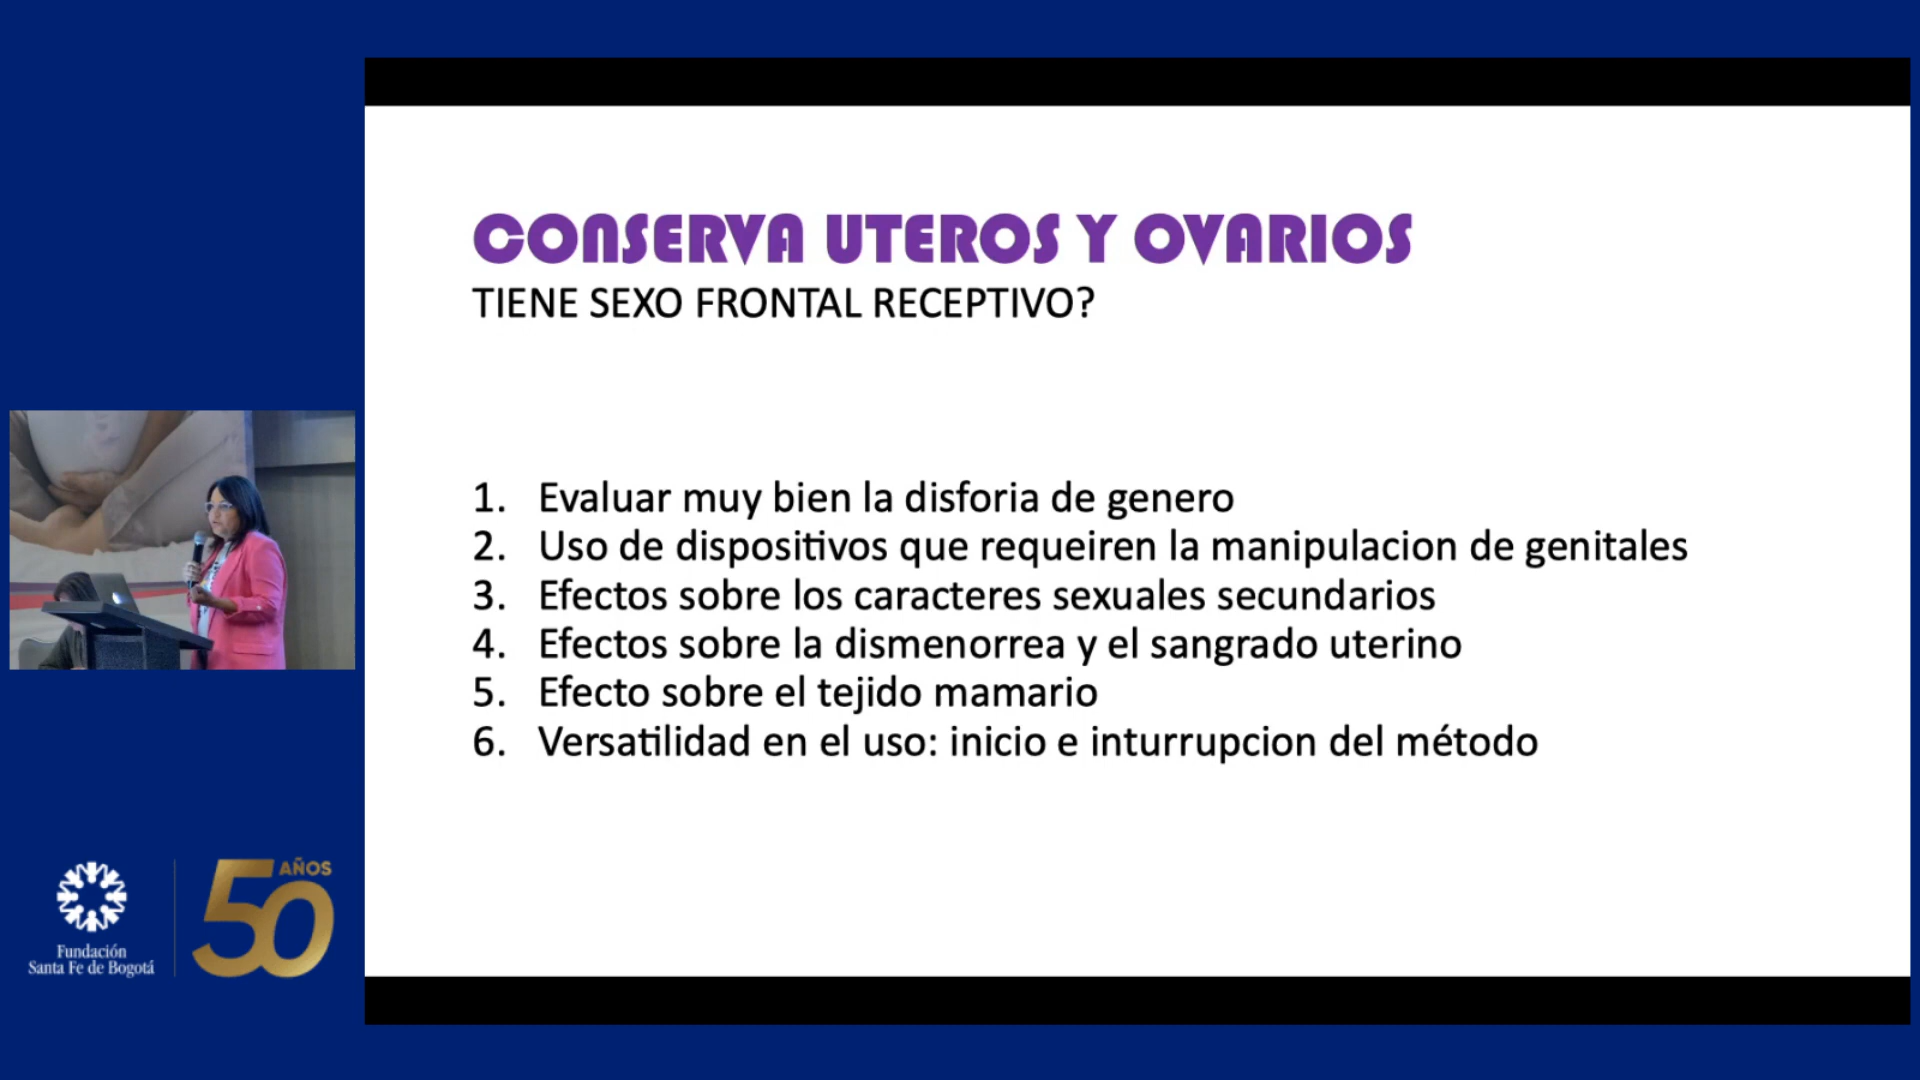 CONSERVA UTEROS Y OVARIOS
TIENE SEXO FRONTAL RECEPTIVO?
1. Evaluar muy bien la disforia de genero
2. Uso de dispositivos que requeiren la manipulacion de genitales
3. Efectos sobre los caracteres sexuales secundarios
4. Efectos sobre la dismenorrea y el sangrado uterino
5. Efecto sobre el tejido mamario
6. Versatilidad en el uso: inicio e inturrupcion del método
Fundación
Santa Fe de Bogotá
50 AÑOS